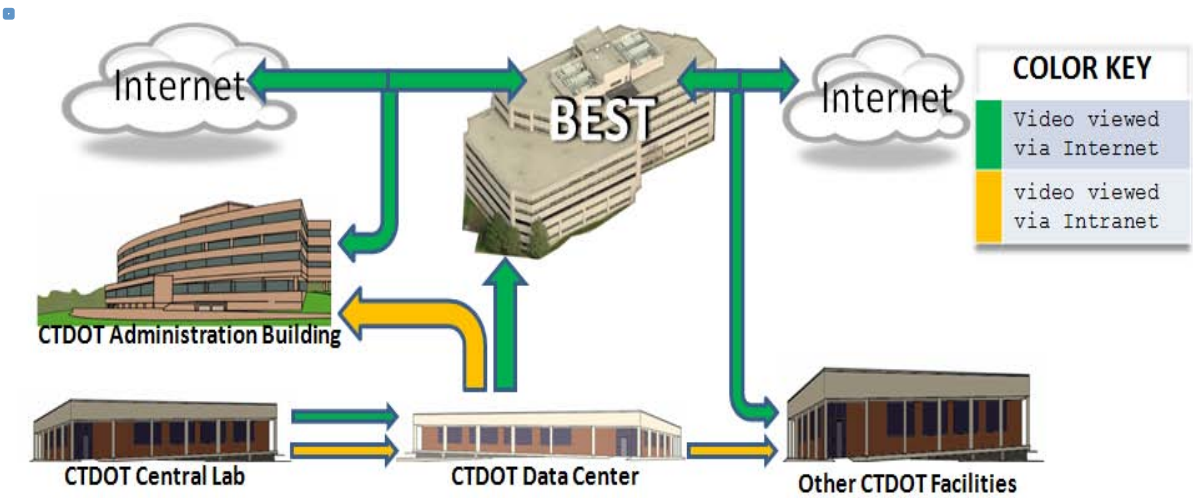 Internet
BEST
Internet
COLOR KEY
Video viewed
via Internet
video viewed
via Intranet
CTDOT Administration Building
CTDOT Central Lab
CTDOT Data Center
Other CTDOT Facilities